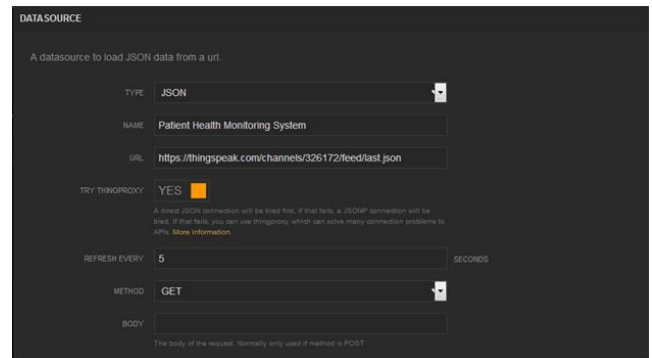 DATASOURCE
A datasource to load JSON data from a url.
TYPE JSON
NAME Patient Health Monitoring System
URL https://thingspeak.com/channels/326172/feed/last.json
TRY THINGPROXY YES
A direct JSON connection will be tried first, if that fails, a JSONP connection will be
tried. If that fails, you can use thingproxy, which can solve many connection problems to
APIs. More information.
REFRESH EVERY 5 SECONDS
METHOD GET
BODY
The body of the request. Normally only used if method is POST